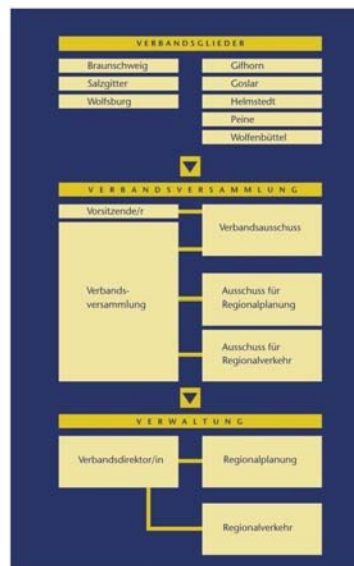 VERBANDSGLIEDER
Braunschweig
Salzgitter
Wolfsburg
Gifhorn
Goslar
Helmstedt
Peine
Wolfenbüttel
VERBANDSVERSAMMLUNG
Vorsitzende/r
Verbandsausschuss
Verbands-
versammlung
Ausschuss für
Regionalplanung
Ausschuss für
Regionalverkehr
VERWALTUNG
Verbandsdirektor/in
Regionalplanung
Regionalverkehr